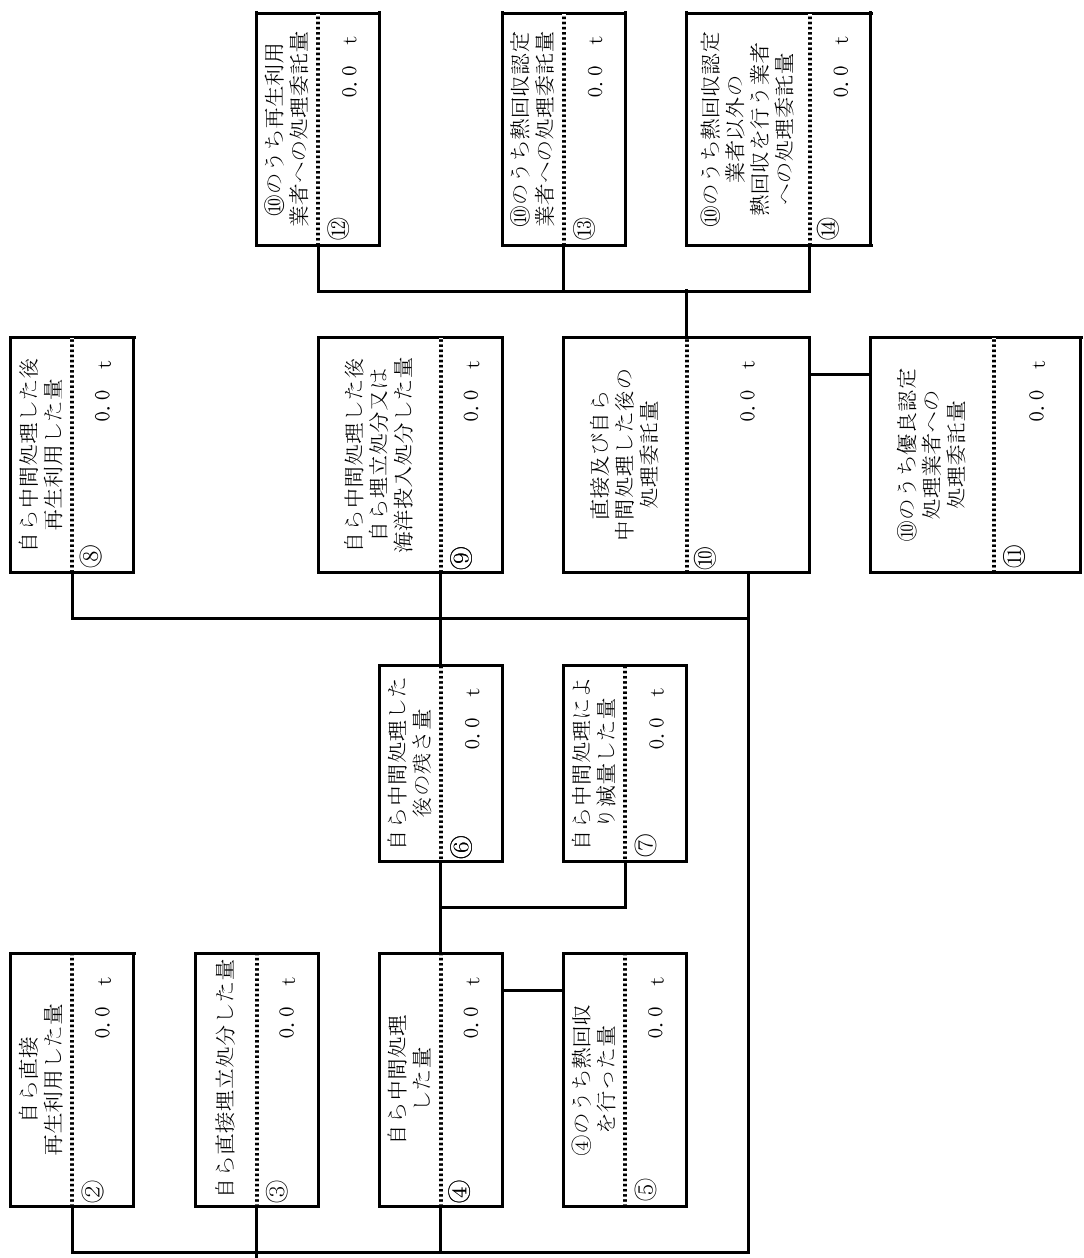 自ら直接
再生利用した量
②
0.0 t
自ら直接埋立処分した量
③
0.0 t
自ら中間処理
した量
④
0.0 t
④のうち熱回収
を行った量
⑤
0.0 t
自ら中間処理した
後の残さ量
⑥
0.0 t
自ら中間処理によ
り減量した量
⑦
0.0 t
自ら中間処理した後
再生利用した量
⑧
0.0 t
自ら中間処理した後
自ら埋立処分又は
海洋投入処分した量
⑨
0.0 t
直接及び自ら
中間処理した後の
処理委託量
⑩
0.0 t
⑩のうち優良認定
処理業者への
処理委託量
⑪
0.0 t
⑩のうち再生利用
業者への処理委託量
⑫
0.0 t
⑩のうち熱回収認定
業者への処理委託量
⑬
0.0 t
⑩のうち熱回収認定
業者以外の
熱回収を行う業者
への処理委託量
⑭
0.0 t